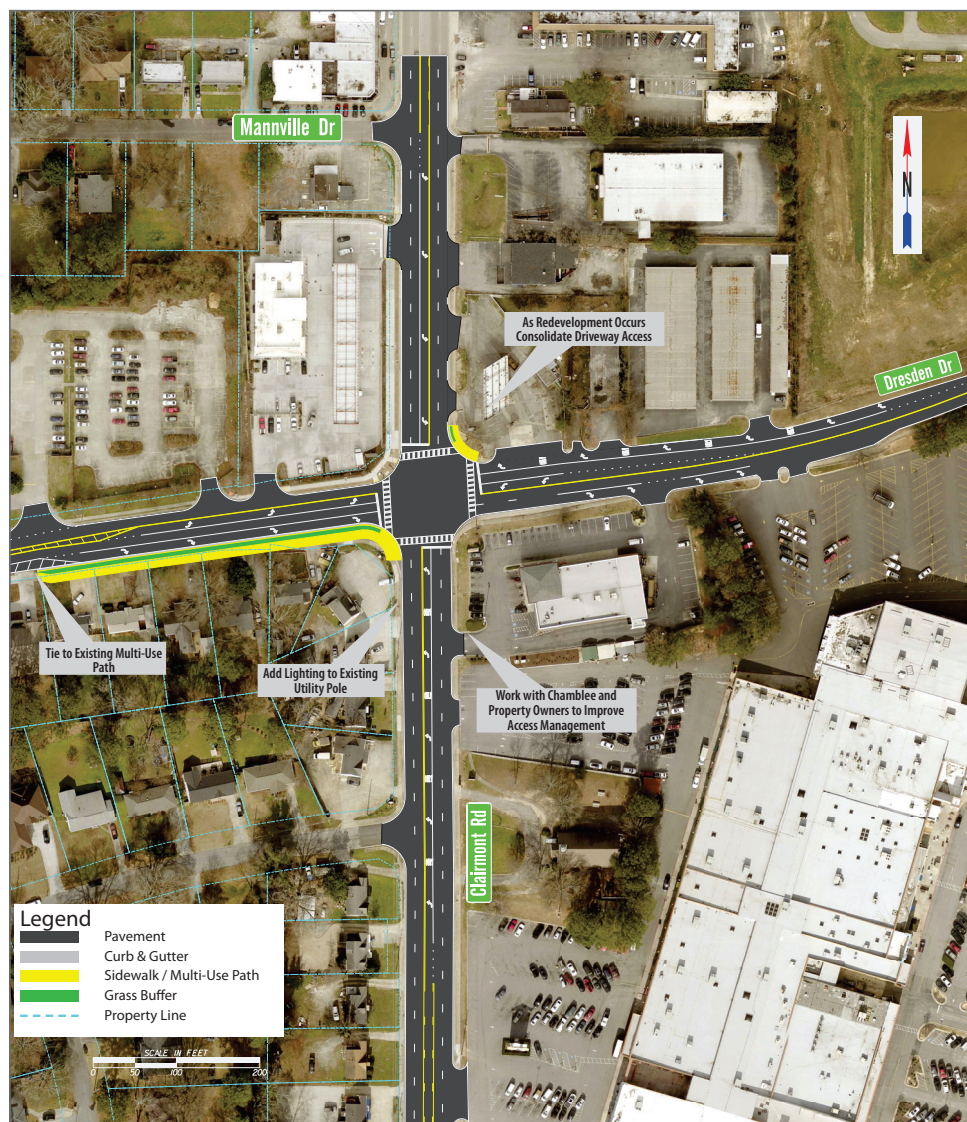 Mannville Dr
N
As Redevelopment Occurs
Consolidate Driveway Access
Dresden Dr
Tie to Existing Multi-Use
Path
Add Lighting to Existing
Utility Pole
Work with Chamblee and
Property Owners to Improve
Access Management
Clairmont Rd
Legend
Pavement
Curb & Gutter
Sidewalk / Multi-Use Path
Grass Buffer
Property Line
SCALE IN FEET
0 50 100 200